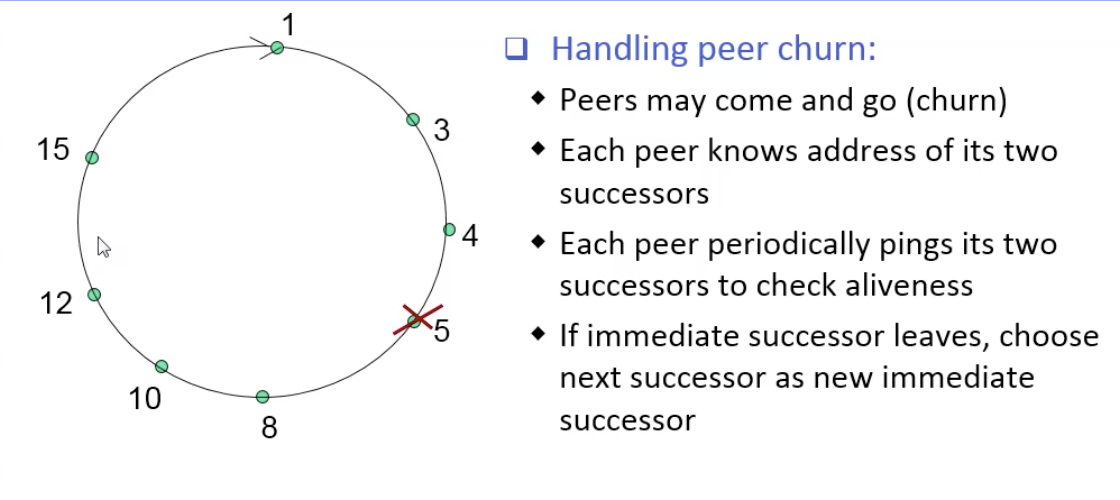 1
3
15
4
12
5
10
8
Handling peer churn:
Peers may come and go (churn)
Each peer knows address of its two
successors
Each peer periodically pings its two
successors to check aliveness
If immediate successor leaves, choose
next successor as new immediate
successor